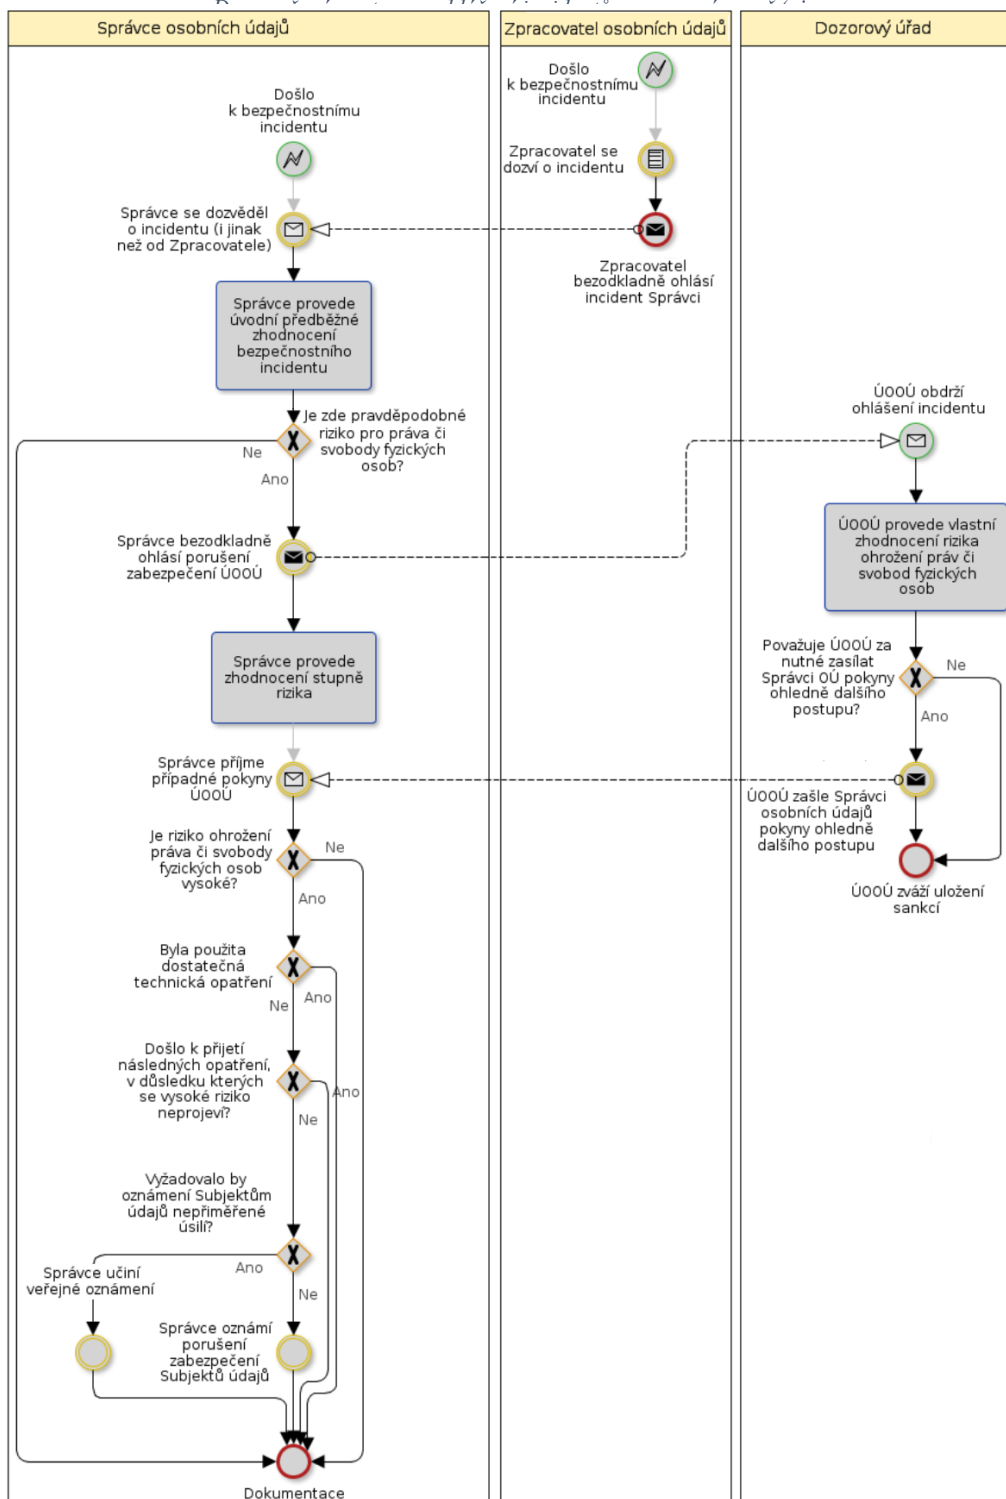 Správce osobních údajů
Zpracovatel osobních údajů
Dozorový úřad
Došlo
k bezpečnostnímu
incidentu
Správce se dozvěděl
o incidentu (i jinak
než od Zpracovatele)
Správce provede
úvodní předběžné
zhodnocení
bezpečnostního
incidentu
Je zde pravděpodobné
riziko pro práva či
svobody fyzických
osob?
Ne
Ano
Správce bezodkladně
ohlásí porušení
zabezpečení ÚOOÚ
Správce provede
zhodnocení stupně
rizika
Správce příjme
případné pokyny
ÚOOÚ
Je riziko ohrožení
práva či svobody
fyzických osob
vysoké?
Ne
Ano
Byla použita
dostatečná
technická opatření
Ne
Ano
Došlo k přijetí
následných opatření,
v důsledku kterých
se vysoké riziko
neprojeví?
Ano
Ne
Vyžadovalo by
oznámení Subjektům
údajů nepřiměřené
úsilí?
Ano
Ne
Správce učiní
veřejné oznámení
Správce oznámí
porušení
zabezpečení
Subjektů údajů
Dokumentace
Došlo
k bezpečnostnímu
incidentu
Zpracovatel se
dozví o incidentu
Zpracovatel
bezodkladně ohlásí
incident Správci
ÚOOÚ obdrží
ohlášení incidentu
ÚOOÚ provede vlastní
zhodnocení rizika
ohrožení práv či
svobod fyzických
osob
Považuje ÚOOÚ za
nutné zasílat
Správci OÚ pokyny
ohledně dalšího
postupu?
Ne
Ano
ÚOOÚ zašle Správci
osobních údajů
pokyny ohledně
dalšího postupu
ÚOOÚ zváží uložení
sankcí